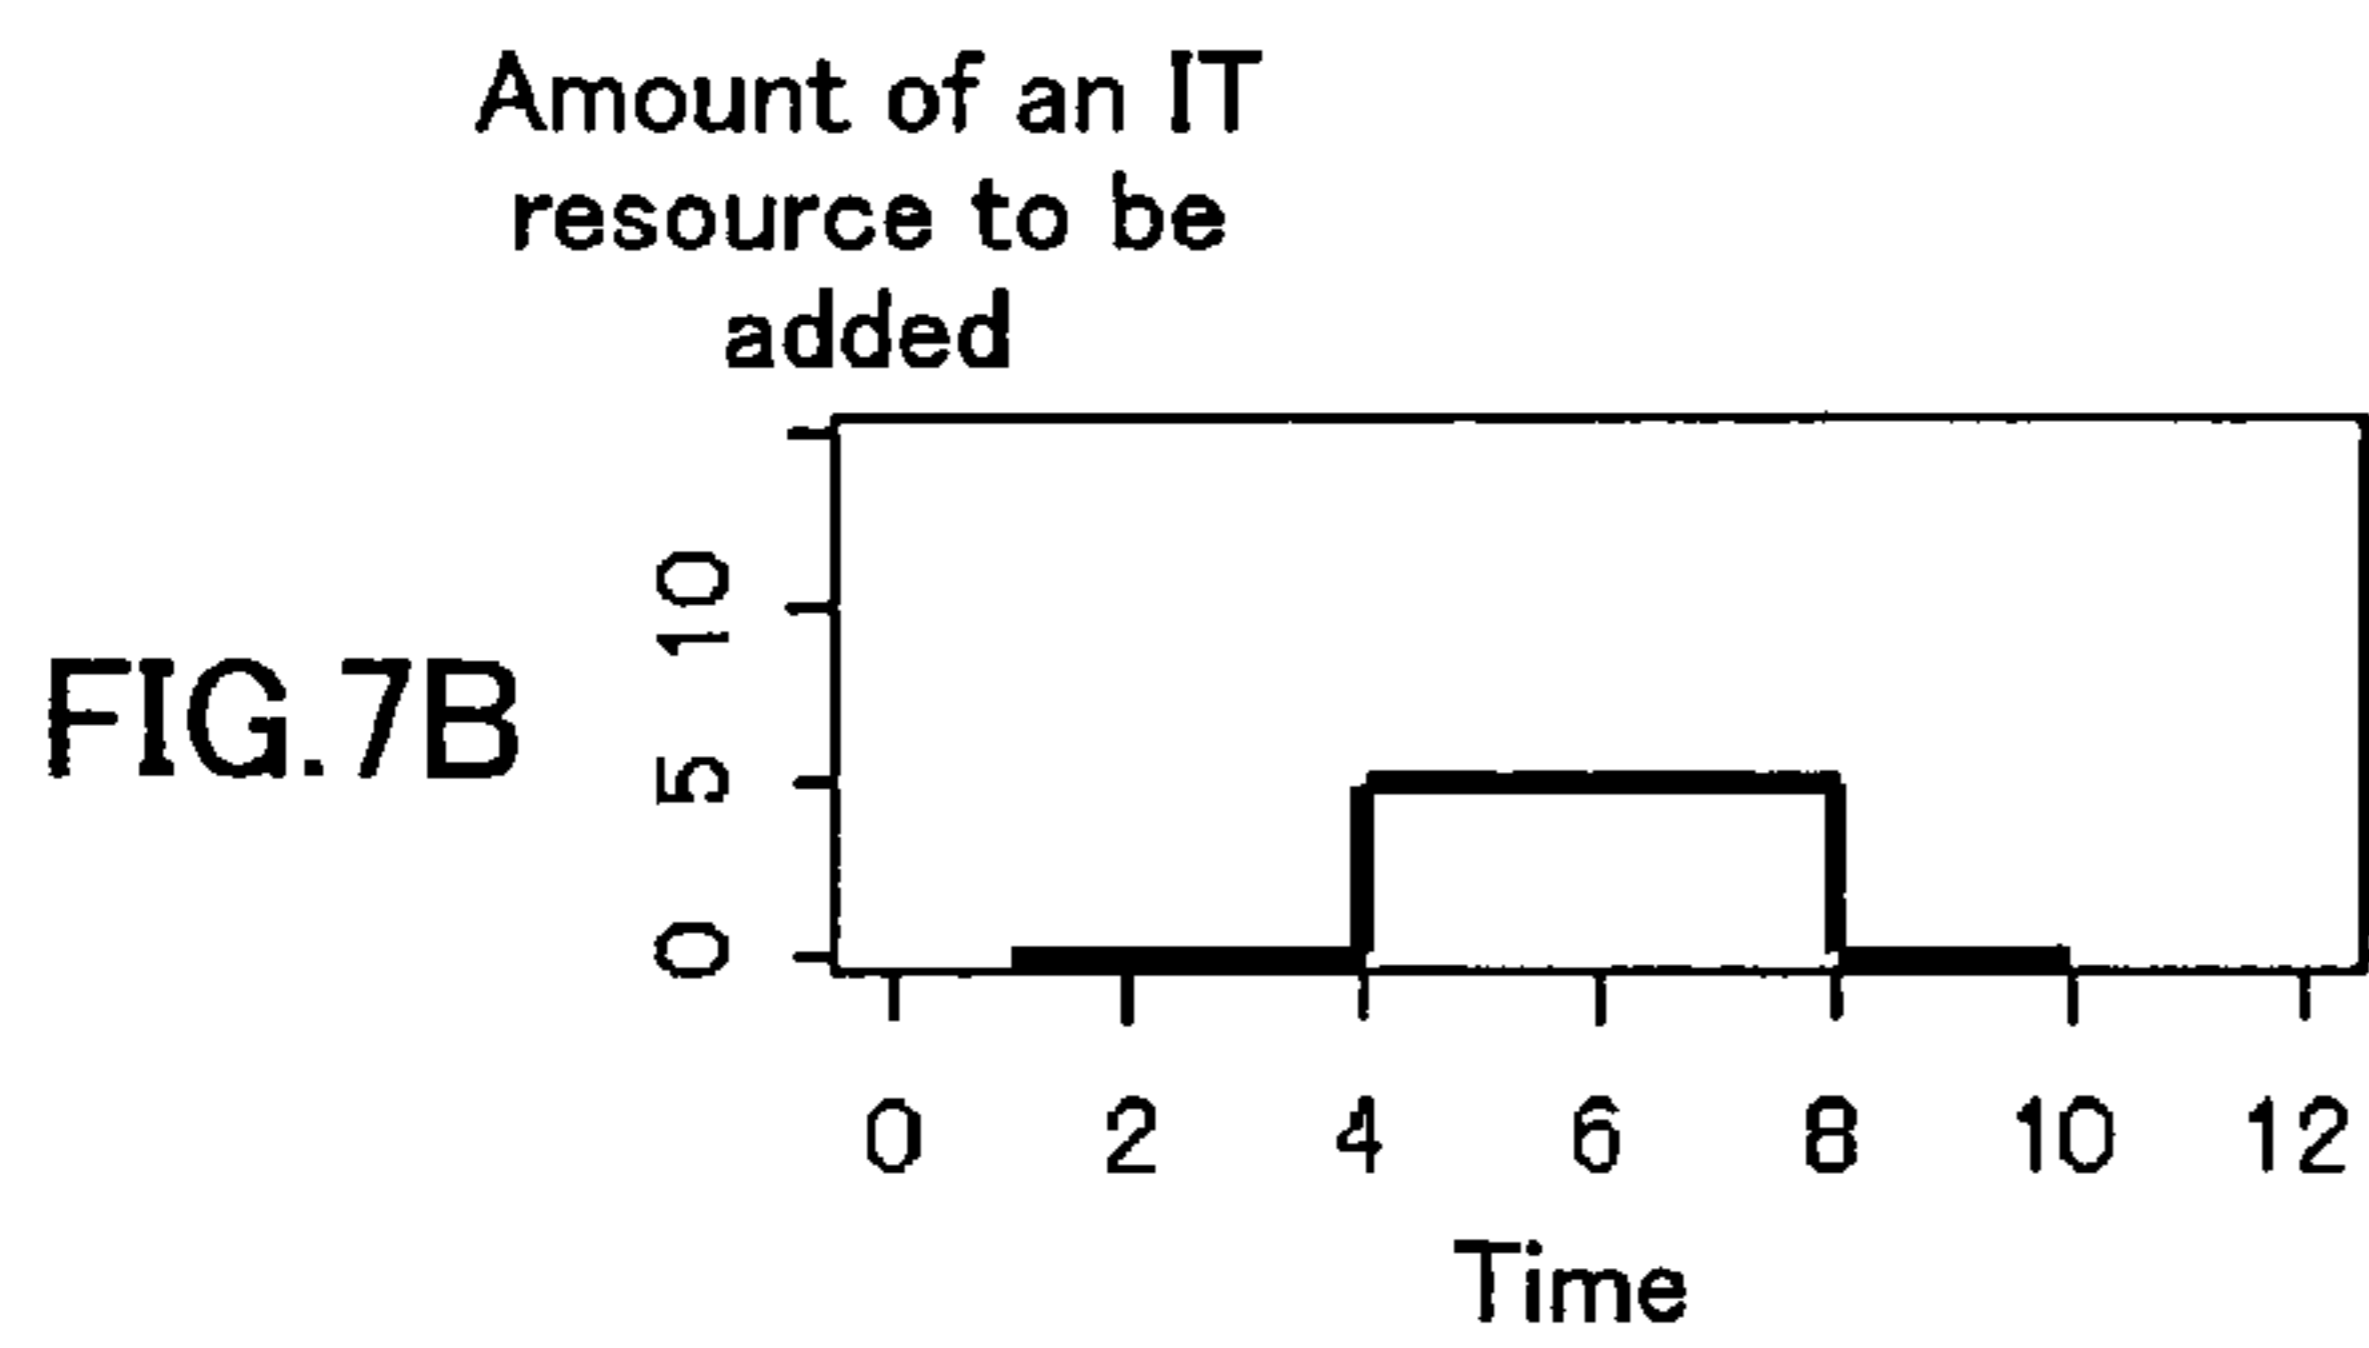 Amount of an IT
resource to be
added
10
5
0
FIG.7B
0 2 4 6 8 10 12
Time